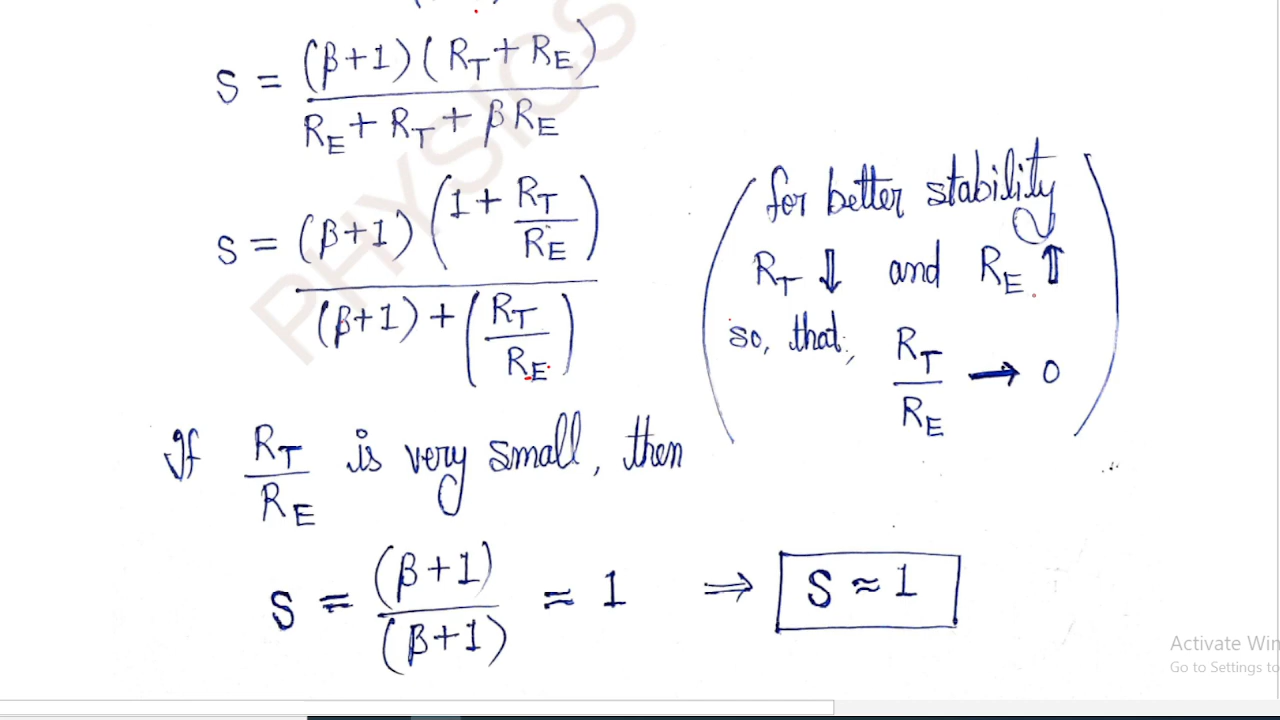 S = (β+1)(R_T + R_E) / R_E + R_T + βR_E
S = (β+1)(1 + R_T/R_E) / (β+1) + (R_T/R_E)
(for better stability
R_T ⇓ and R_E ⇑
so, that, R_T/R_E → 0)
If R_T/R_E is very small, then
S = (β+1)/(β+1) ≈ 1 ⇒ S ≈ 1
PHYSICS
Activate Win
Go to Settings to